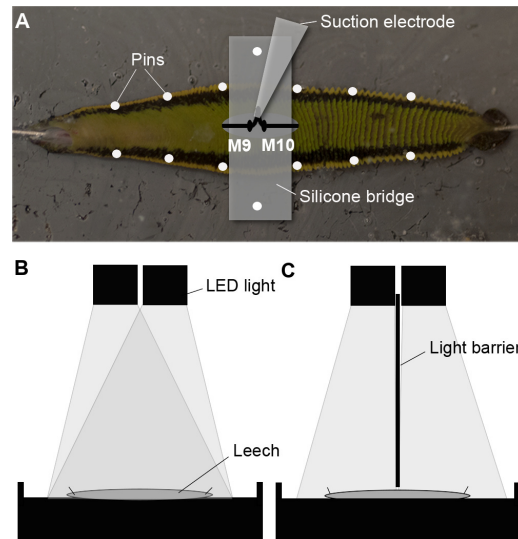 A
Suction electrode
Pins
M9 M10
Silicone bridge
B
LED light
Leech
C
Light barrier